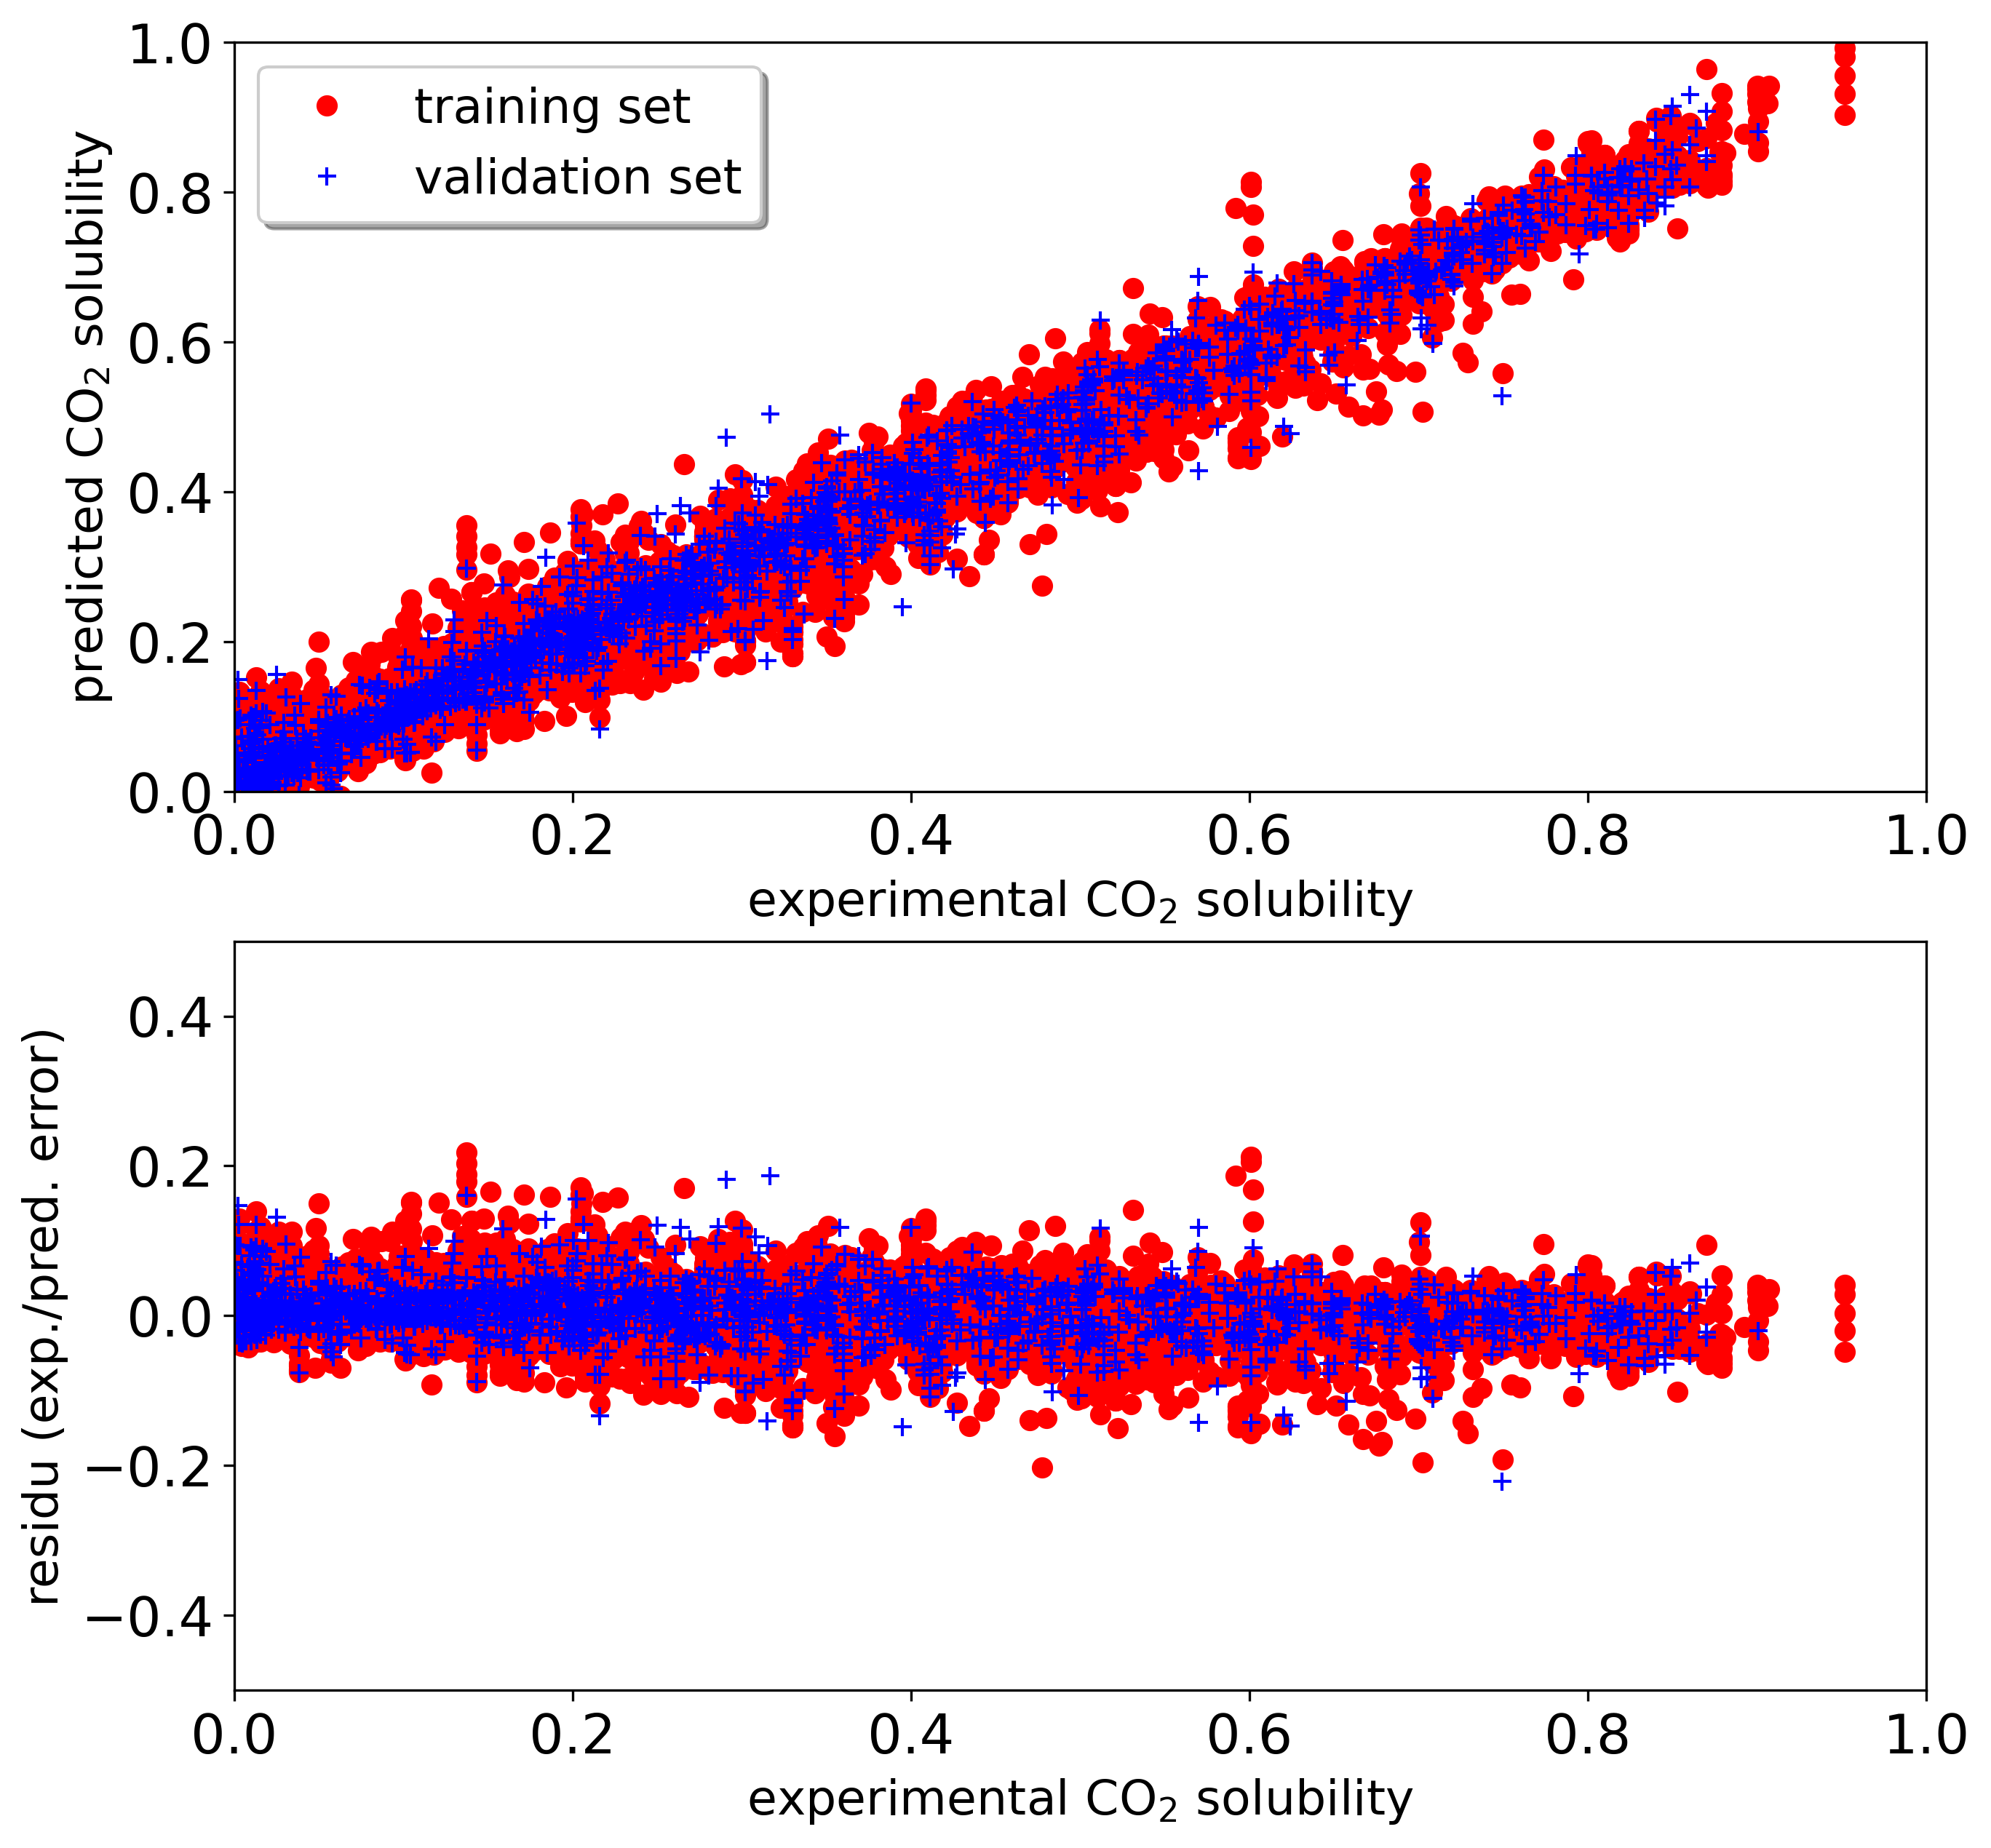 1.0
0.8
0.6
0.4
0.2
0.0
predicted CO₂ solubility
training set
validation set
0.0 0.2 0.4 0.6 0.8 1.0
experimental CO₂ solubility
0.4
0.2
0.0
−0.2
−0.4
residu (exp./pred. error)
0.0 0.2 0.4 0.6 0.8 1.0
experimental CO₂ solubility